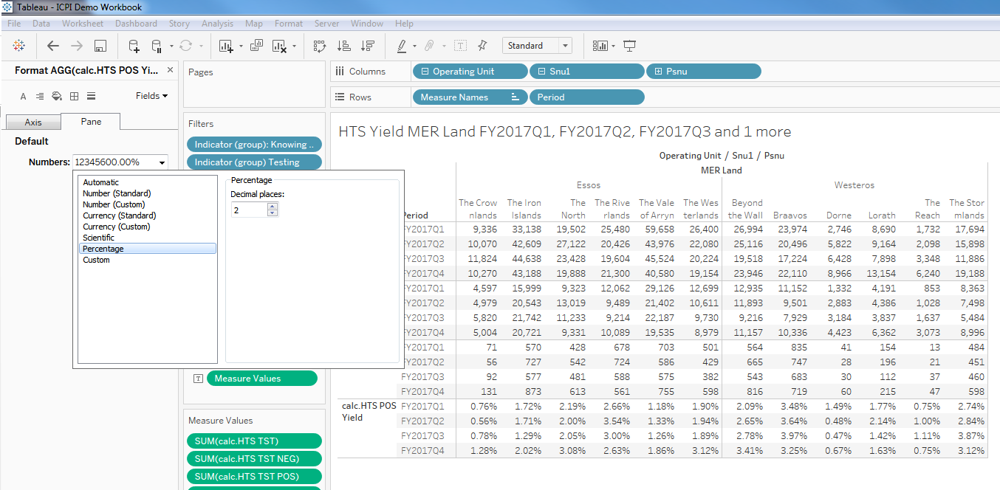 Tableau - ICPI Demo Workbook
File Data Worksheet Dashboard Story Analysis Map Format Server Window Help
Standard
Format AGG(calc.HTS POS Yi... ×
A Fields
Axis Pane
Default
Numbers: 12345600.00%
Automatic
Number (Standard)
Number (Custom)
Currency (Standard)
Currency (Custom)
Scientific
Percentage
Custom
Percentage
Decimal places:
2
Pages
Filters
Indicator (group): Knowing ..
Indicator (group) Testing
T Measure Values
Measure Values
SUM(calc.HTS TST)
SUM(calc.HTS TST NEG)
SUM(calc.HTS TST POS)
Columns Operating Unit Snu1 Psnu
Rows Measure Names Period
HTS Yield MER Land FY2017Q1, FY2017Q2, FY2017Q3 and 1 more
Operating Unit / Snu1 / Psnu
MER Land
Essos Westeros
The Crow The Iron The The Rive The Vale The Wes Beyond The The Stor
Period nlands Islands North rlands of Arryn terlands the Wall Braavos Dorne Lorath Reach mlands
FY2017Q1 9,336 33,138 19,502 25,480 59,658 26,400 26,994 23,974 2,746 8,690 1,732 17,694
FY2017Q2 10,070 42,609 27,122 20,426 43,976 22,080 25,116 20,496 5,822 9,164 2,098 15,898
FY2017Q3 11,824 44,638 23,428 19,604 45,524 20,224 19,518 17,224 6,428 7,898 3,348 11,886
FY2017Q4 10,270 43,188 19,888 21,300 40,580 19,154 23,946 22,110 8,966 13,154 6,240 19,188
FY2017Q1 4,597 15,999 9,323 12,062 29,126 12,699 12,935 11,152 1,332 4,191 853 8,363
FY2017Q2 4,979 20,543 13,019 9,489 21,402 10,611 11,893 9,501 2,883 4,386 1,028 7,498
FY2017Q3 5,820 21,742 11,233 9,214 22,187 9,730 9,216 7,929 3,184 3,837 1,637 5,484
FY2017Q4 5,004 20,721 9,331 10,089 19,535 8,979 11,157 10,336 4,423 6,362 3,073 8,996
FY2017Q1 71 570 428 678 703 501 564 835 41 154 13 484
FY2017Q2 56 727 542 724 586 429 665 747 28 196 21 451
FY2017Q3 92 577 481 588 575 382 543 683 30 112 37 460
FY2017Q4 131 873 613 561 755 598 816 719 60 215 47 598
calc.HTS POS FY2017Q1 0.76% 1.72% 2.19% 2.66% 1.18% 1.90% 2.09% 3.48% 1.49% 1.77% 0.75% 2.74%
Yield FY2017Q2 0.56% 1.71% 2.00% 3.54% 1.33% 1.94% 2.65% 3.64% 0.48% 2.14% 1.00% 2.84%
FY2017Q3 0.78% 1.29% 2.05% 3.00% 1.26% 1.89% 2.78% 3.97% 0.47% 1.42% 1.11% 3.87%
FY2017Q4 1.28% 2.02% 3.08% 2.63% 1.86% 3.12% 3.41% 3.25% 0.67% 1.63% 0.75% 3.12%